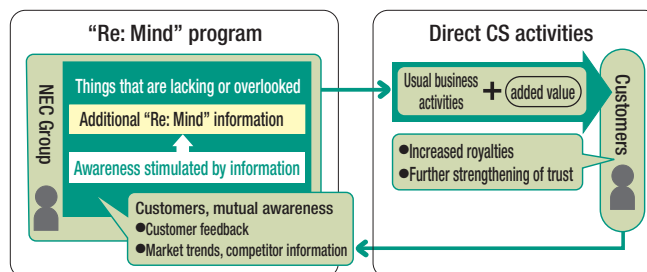 “Re: Mind” program
NEC Group
Things that are lacking or overlooked
Additional “Re: Mind” information
Awareness stimulated by information
Customers, mutual awareness
●Customer feedback
●Market trends, competitor information
Direct CS activities
Usual business
activities
+
added value
Customers
●Increased royalties
●Further strengthening of trust